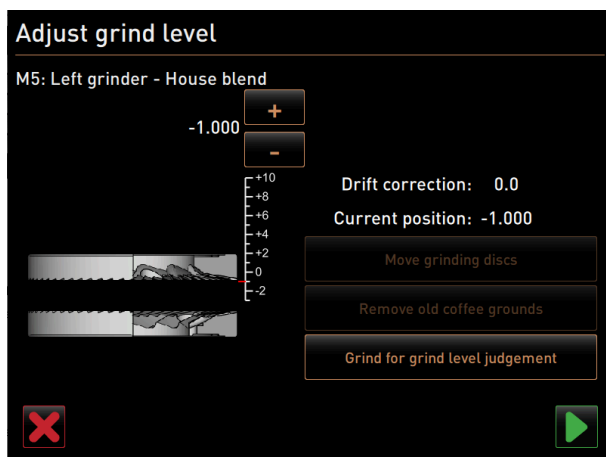 Adjust grind level
M5: Left grinder - House blend
+
-1.000
-
+10
+8
+6
+4
+2
0
-2
Drift correction: 0.0
Current position: -1.000
Move grinding discs
Remove old coffee grounds
Grind for grind level judgement